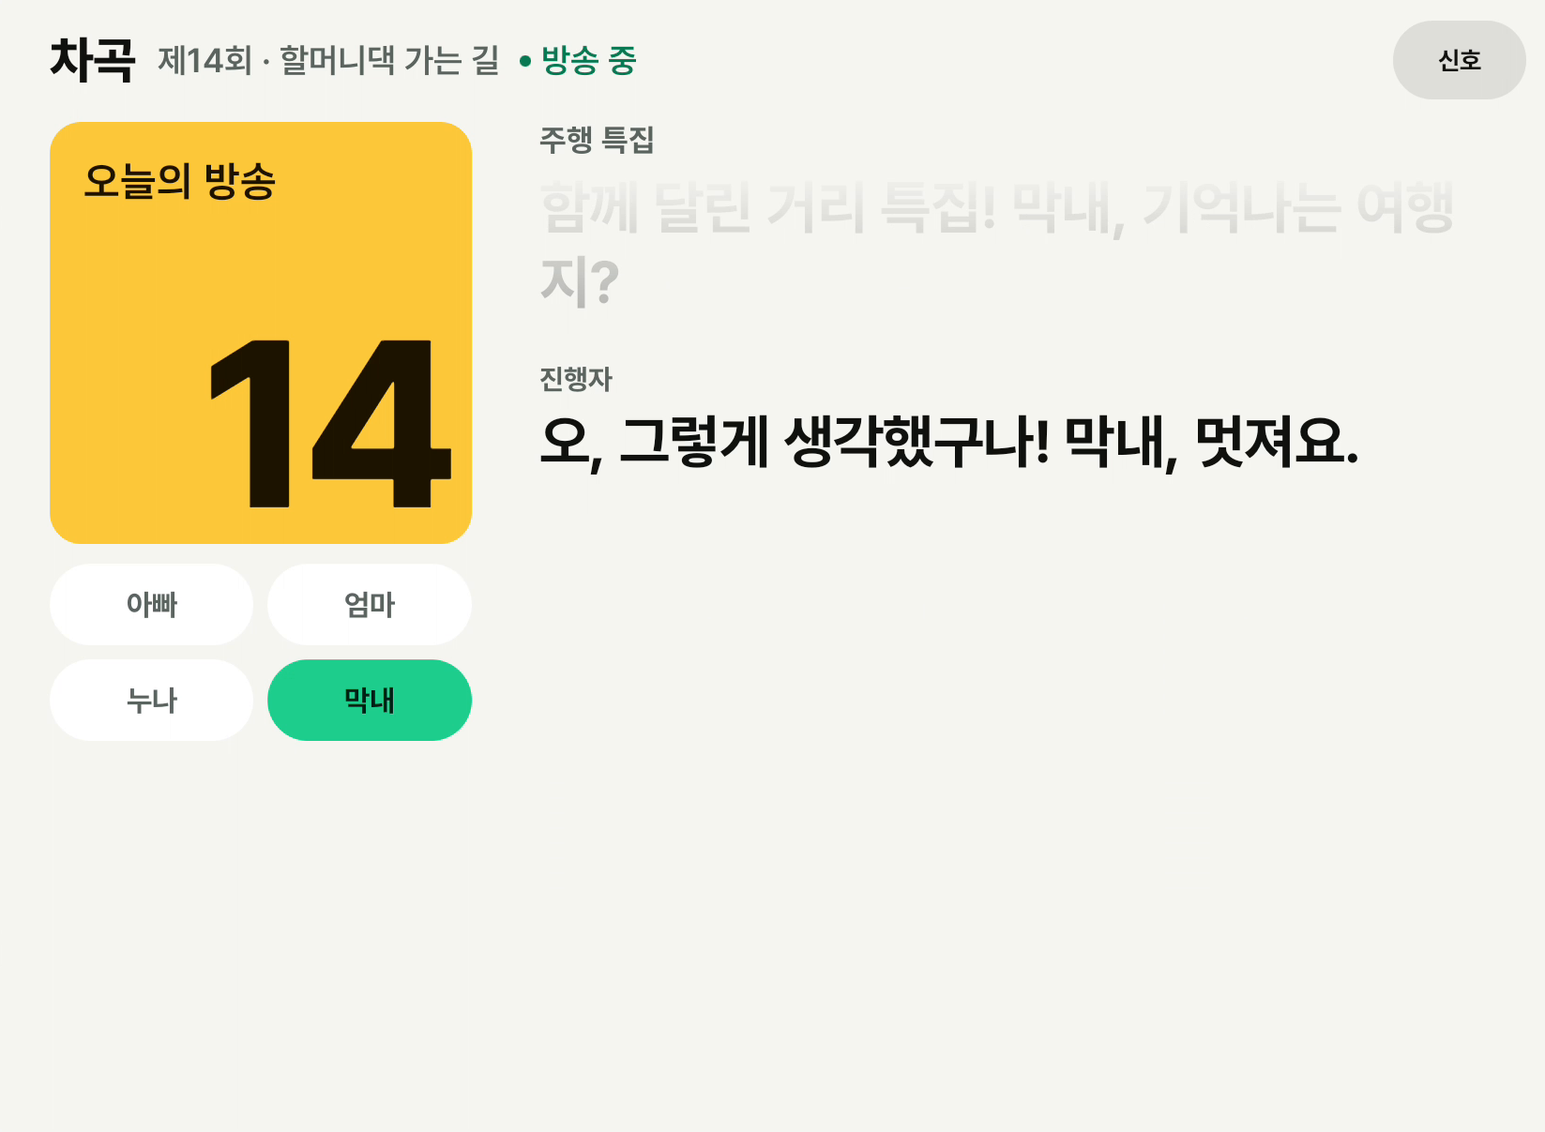 차곡 제14회 · 할머니댁 가는 길 • 방송 중
신호
오늘의 방송
14
아빠
엄마
누나
막내
주행 특집
함께 달린 거리 특집! 막내, 기억나는 여행
지?
진행자
오, 그렇게 생각했구나! 막내, 멋져요.